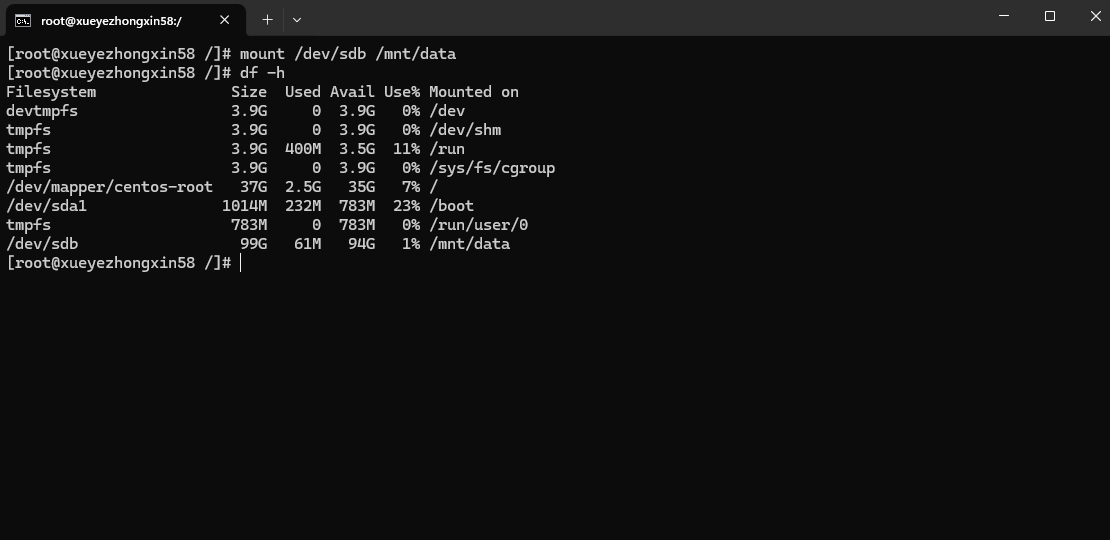 root@xueyezhongxin58:/
[root@xueyezhongxin58 /]# mount /dev/sdb /mnt/data
[root@xueyezhongxin58 /]# df -h
Filesystem               Size  Used Avail Use% Mounted on
devtmpfs                 3.9G     0  3.9G   0% /dev
tmpfs                    3.9G     0  3.9G   0% /dev/shm
tmpfs                    3.9G  400M  3.5G  11% /run
tmpfs                    3.9G     0  3.9G   0% /sys/fs/cgroup
/dev/mapper/centos-root   37G  2.5G   35G   7% /
/dev/sda1               1014M  232M  783M  23% /boot
tmpfs                    783M     0  783M   0% /run/user/0
/dev/sdb                  99G   61M   94G   1% /mnt/data
[root@xueyezhongxin58 /]#